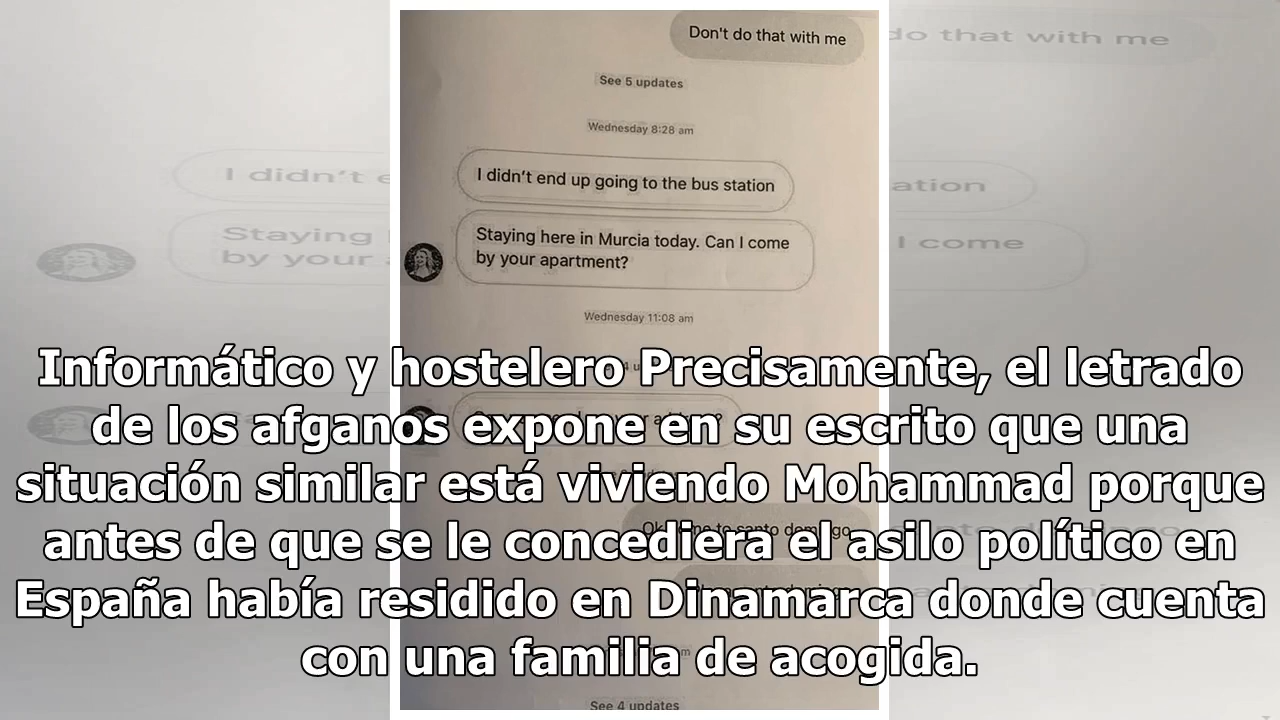 Don't do that with me
See 5 updates
Wednesday 8:28 am
I didn't end up going to the bus station
Staying here in Murcia today. Can I come
by your apartment?
Wednesday 11:08 am
Informático y hostelero Precisamente, el letrado
de los afganos expone en su escrito que una
situación similar está viviendo Mohammad porque
antes de que se le concediera el asilo político en
España había residido en Dinamarca donde cuenta
con una familia de acogida.
See 4 updates